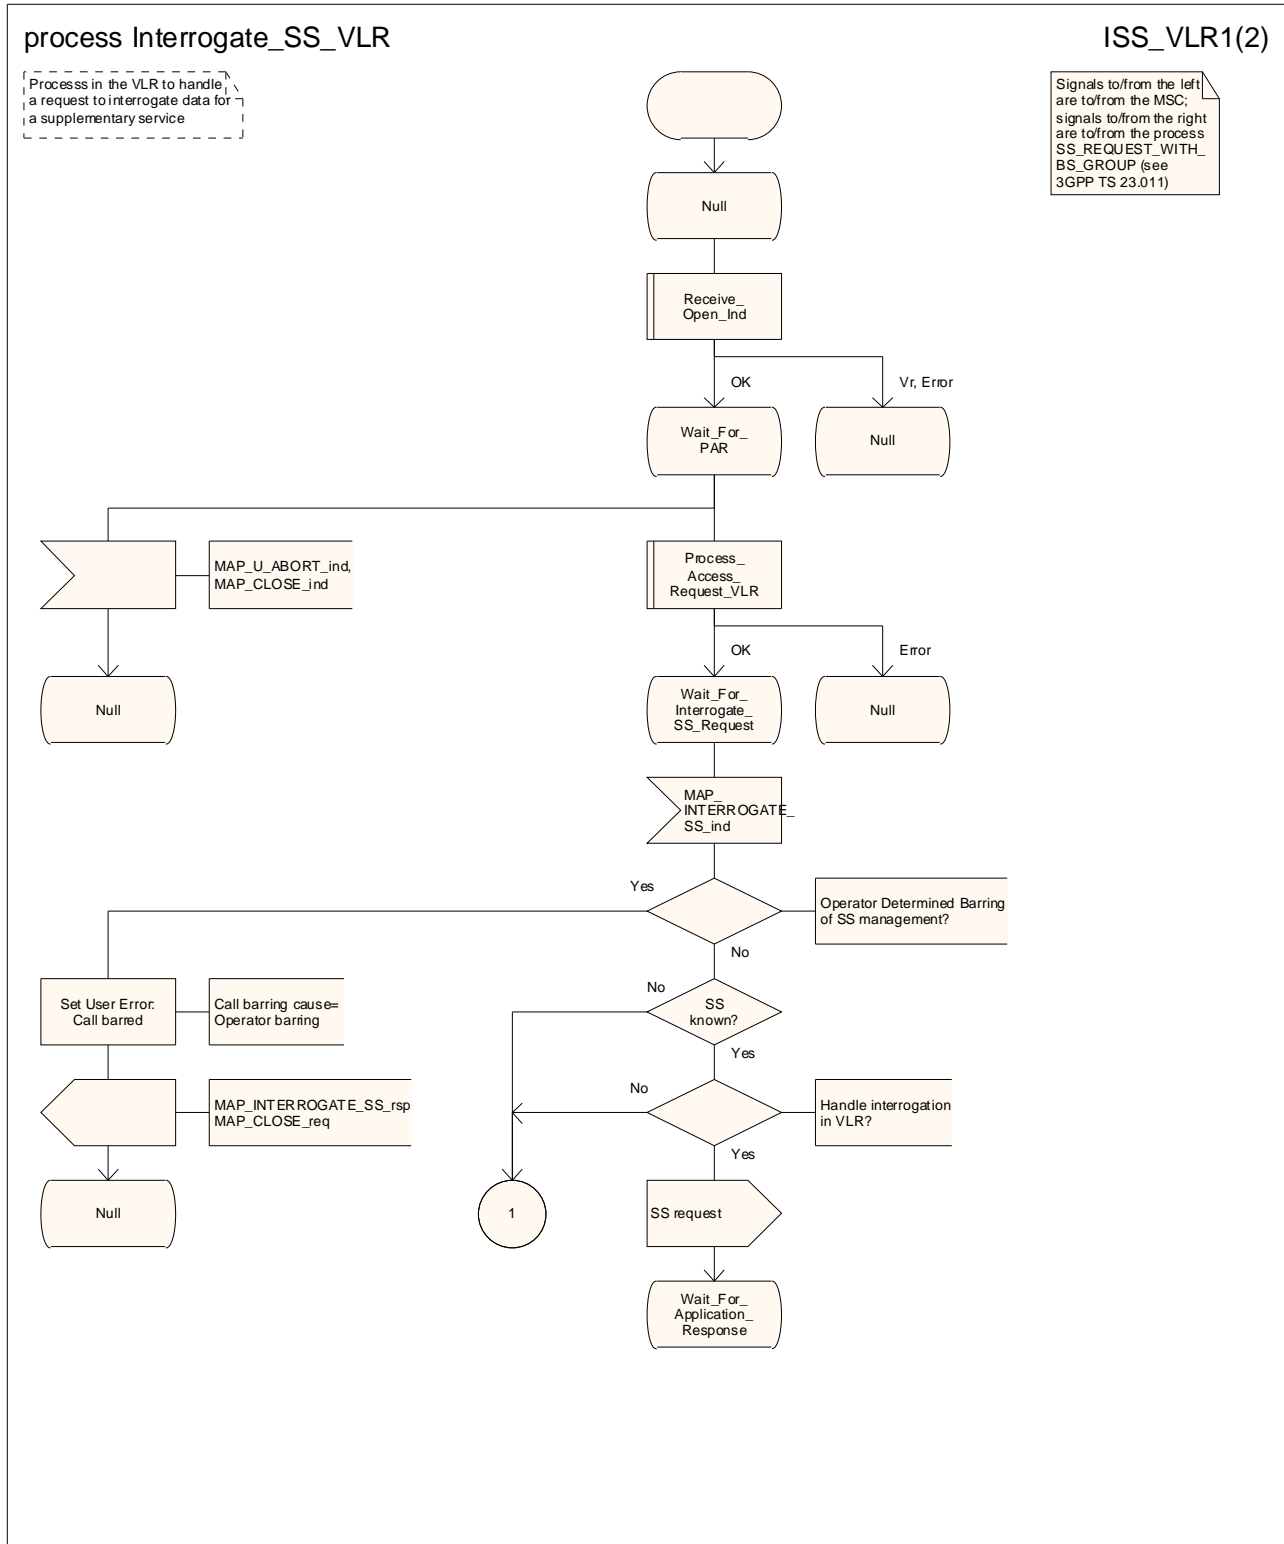 process Interrogate_SS_VLR
ISS_VLR1(2)
Processs in the VLR to handle
a request to interrogate data for
a supplementary service
Signals to/from the left
are to/from the MSC;
signals to/from the right
are to/from the process
SS_REQUEST_WITH_
BS_GROUP (see
3GPP TS 23.011)
Null
Receive_
Open_Ind
OK
Vr, Error
Wait_For_
PAR
Null
MAP_U_ABORT_ind,
MAP_CLOSE_ind
Process_
Access_
Request_VLR
OK
Error
Null
Wait_For_
Interrogate_
SS_Request
Null
MAP_
INTERROGATE_
SS_ind
Yes
Operator Determined Barring
of SS management?
No
Set User Error:
Call barred
Call barring cause=
Operator barring
No
SS
known?
Yes
MAP_INTERROGATE_SS_rsp
MAP_CLOSE_req
No
Handle interrogation
in VLR?
Yes
Null
1
SS request
Wait_For_
Application_
Response